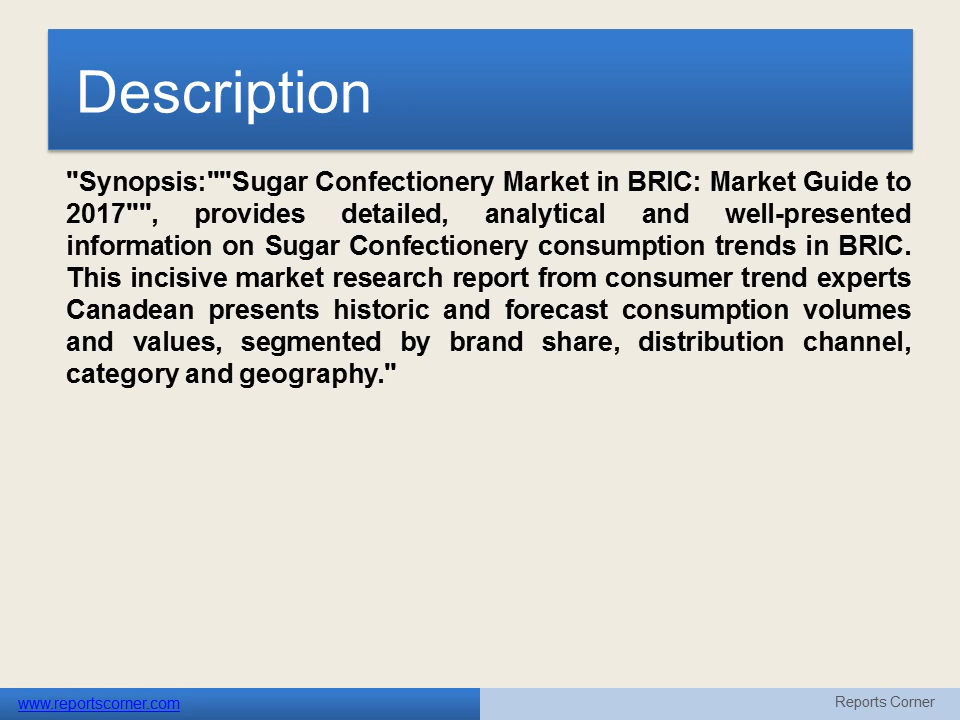 Description
"Synopsis:""Sugar Confectionery Market in BRIC: Market Guide to
2017"", provides detailed, analytical and well-presented
information on Sugar Confectionery consumption trends in BRIC.
This incisive market research report from consumer trend experts
Canadean presents historic and forecast consumption volumes
and values, segmented by brand share, distribution channel,
category and geography."
www.reportscorner.com
Reports Corner